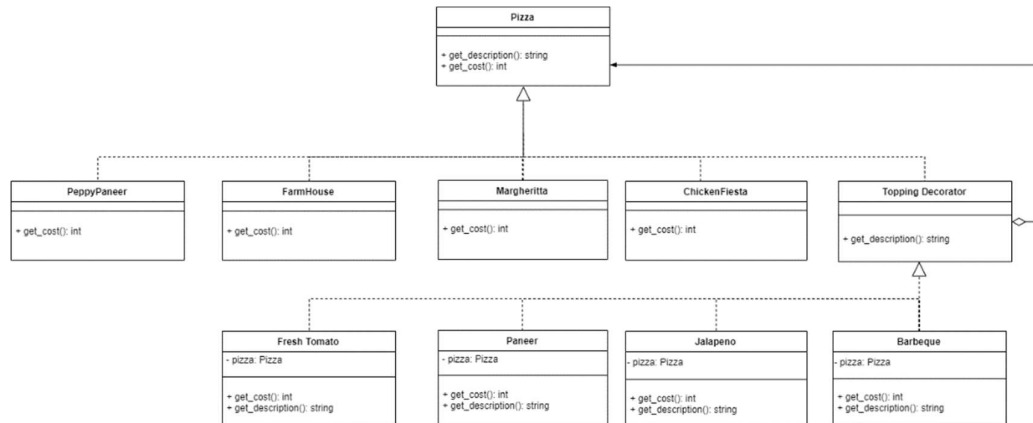 Pizza
+ get_description(): string
+ get_cost(): int
PeppyPaneer
+ get_cost(): int
FarmHouse
+ get_cost(): int
Margheritta
+ get_cost(): int
ChickenFiesta
+ get_cost(): int
Topping Decorator
+ get_description(): string
Fresh Tomato
- pizza: Pizza
+ get_cost(): int
+ get_description(): string
Paneer
- pizza: Pizza
+ get_cost(): int
+ get_description(): string
Jalapeno
- pizza: Pizza
+ get_cost(): int
+ get_description(): string
Barbeque
- pizza: Pizza
+ get_cost(): int
+ get_description(): string